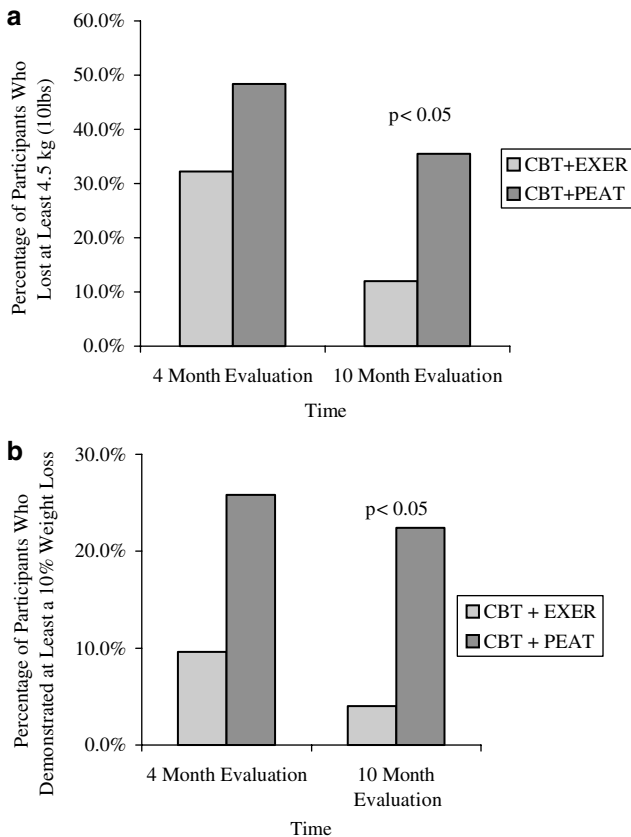 a
Percentage of Participants Who
Lost at Least 4.5 kg (10lbs)
60.0%
50.0%
40.0%
30.0%
20.0%
10.0%
0.0%
p< 0.05
CBT+EXER
CBT+PEAT
4 Month Evaluation
10 Month Evaluation
Time
b
Percentage of Participants Who
Demonstrated at Least a 10% Weight Loss
30.0%
20.0%
10.0%
0.0%
p< 0.05
CBT + EXER
CBT + PEAT
4 Month Evaluation
10 Month
Evaluation
Time